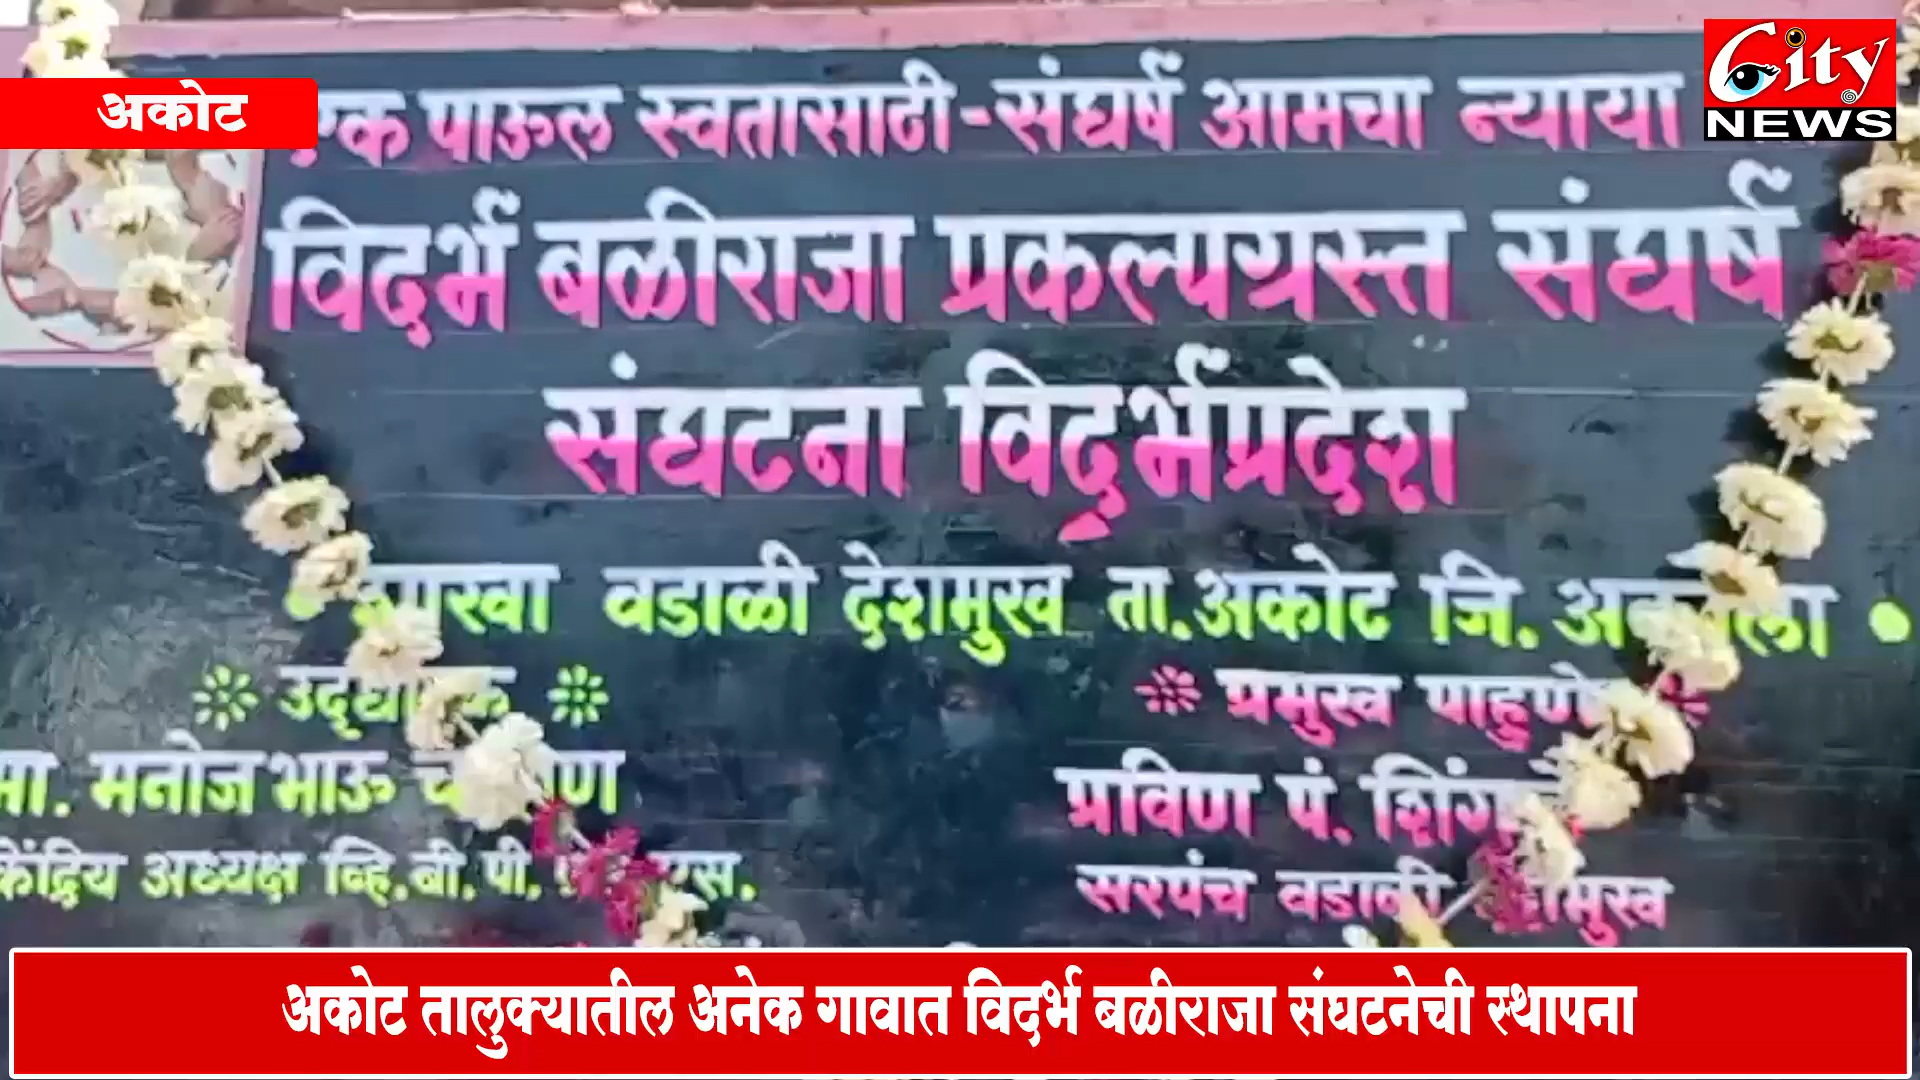 City
NEWS
अकोट
एक पाऊल स्वतासाठी-संघर्ष आमचा न्याया
विदर्भ बळीराजा प्रकल्पग्रस्त संघर्ष
संघटना विदर्भप्रदेश
वडाळी देशमुख ता.अकोट जि.
प्रमुख पाहुणे
मा. मनोज भाऊ
प्रविण पं.
केंद्रिय अध्यक्ष व्हि.बी.पी.
सरपंच वडाळी
अकोट तालुक्यातील अनेक गावात विदर्भ बळीराजा संघटनेची स्थापना